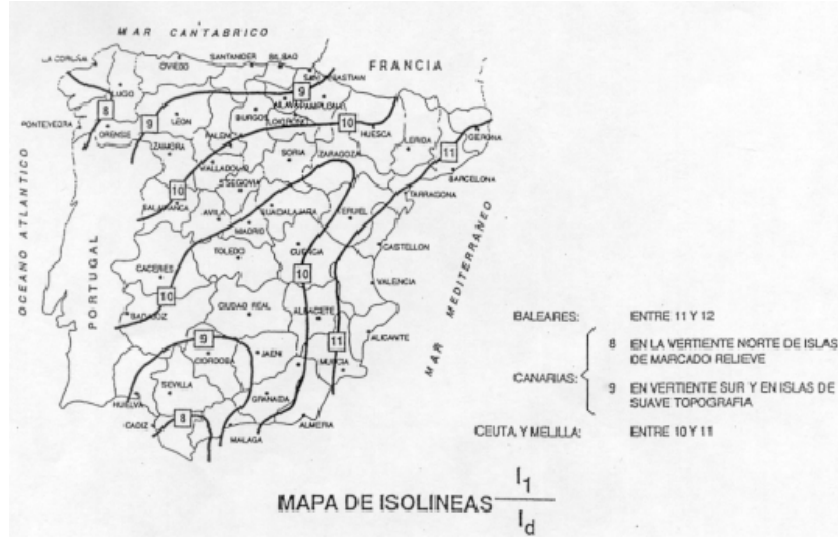 MAR CANTABRICO
LA CORUÑA
OVIEDO
SANTANDER
BILBAO
SAN SEBASTIAN
FRANCIA
LUGO
8
9
9
PONTEVEDRA
ORENSE
LEON
BURGOS
ALAVA
PAMPLONA
LOGROÑO
10
HUESCA
LERIDA
GERONA
11
PALENCIA
ZAMORA
VALLADOLID
SORIA
ZARAGOZA
BARCELONA
10
SEGOVIA
TARRAGONA
SALAMANCA
AVILA
GUADALAJARA
TERUEL
MADRID
OCEANO ATLANTICO
PORTUGAL
TOLEDO
CUENCA
CASTELLON
CACERES
10
VALENCIA
10
BADAJOZ
CIUDAD REAL
ALBACETE
MAR MEDITERRANEO
9
11
ALICANTE
CORDOBA
JAEN
MURCIA
SEVILLA
HUELVA
GRANADA
8
CADIZ
MALAGA
ALMERIA
BALEARES: ENTRE 11 Y 12
8 EN LA VERTIENTE NORTE DE ISLAS
DE MARCADO RELIEVE
CANARIAS:
9 EN VERTIENTE SUR Y EN ISLAS DE
SUAVE TOPOGRAFIA
CEUTA Y MELILLA: ENTRE 10 Y 11
MAPA DE ISOLINEAS I1
Id